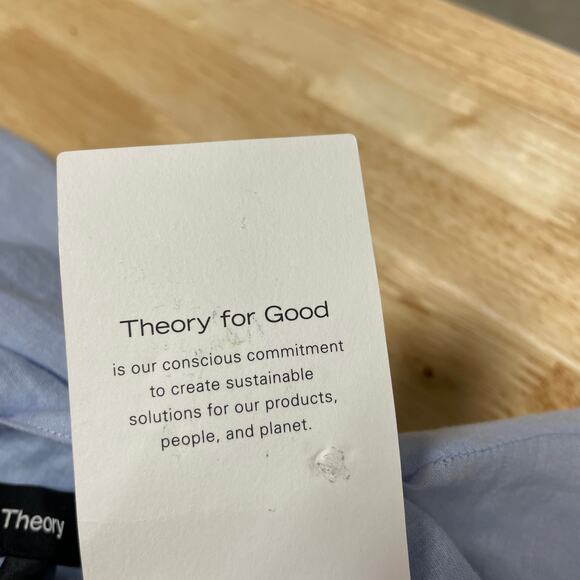 Theory for Good
is our conscious commitment
to create sustainable
solutions for our products,
people, and planet.
Theory